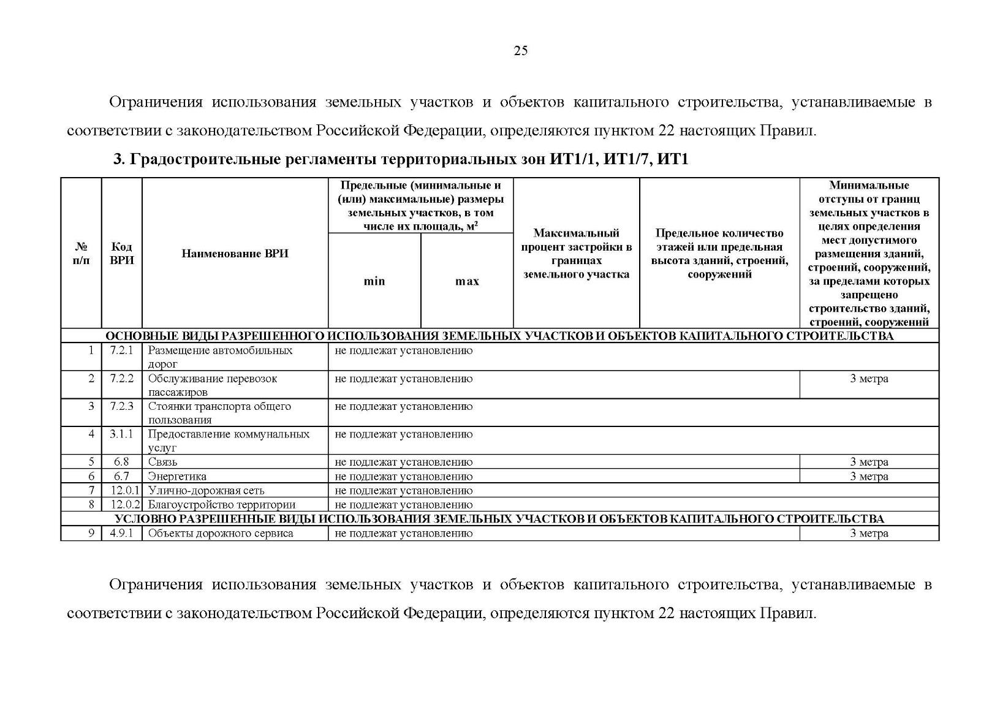 25
Ограничения использования земельных участков и объектов капитального строительства, устанавливаемые в
соответствии с законодательством Российской Федерации, определяются пунктом 22 настоящих Правил.
3. Градостроительные регламенты территориальных зон ИТ1/1, ИТ1/7, ИТ1
№
п/п
Код
ВРИ
Наименование ВРИ
Предельные (минимальные и
(или) максимальные) размеры
земельных участков, в том
числе их площадь, м²
min
max
Максимальный
процент застройки в
границах
земельного участка
Предельное количество
этажей или предельная
высота зданий, строений,
сооружений
Минимальные
отступы от границ
земельных участков в
целях определения
мест допустимого
размещения зданий,
строений, сооружений,
за пределами которых
запрещено
строительство зданий,
строений, сооружений
ОСНОВНЫЕ ВИДЫ РАЗРЕШЕННОГО ИСПОЛЬЗОВАНИЯ ЗЕМЕЛЬНЫХ УЧАСТКОВ И ОБЪЕКТОВ КАПИТАЛЬНОГО СТРОИТЕЛЬСТВА
1 7.2.1 Размещение автомобильных не подлежат установлению
дорог
2 7.2.2 Обслуживание перевозок не подлежат установлению 3 метра
пассажиров
3 7.2.3 Стоянки транспорта общего не подлежат установлению
пользования
4 3.1.1 Предоставление коммунальных не подлежат установлению
услуг
5 6.8 Связь не подлежат установлению 3 метра
6 6.7 Энергетика не подлежат установлению 3 метра
7 12.0.1 Улично-дорожная сеть не подлежат установлению
8 12.0.2 Благоустройство территории не подлежат установлению
УСЛОВНО РАЗРЕШЕННЫЕ ВИДЫ ИСПОЛЬЗОВАНИЯ ЗЕМЕЛЬНЫХ УЧАСТКОВ И ОБЪЕКТОВ КАПИТАЛЬНОГО СТРОИТЕЛЬСТВА
9 4.9.1 Объекты дорожного сервиса не подлежат установлению 3 метра
Ограничения использования земельных участков и объектов капитального строительства, устанавливаемые в
соответствии с законодательством Российской Федерации, определяются пунктом 22 настоящих Правил.